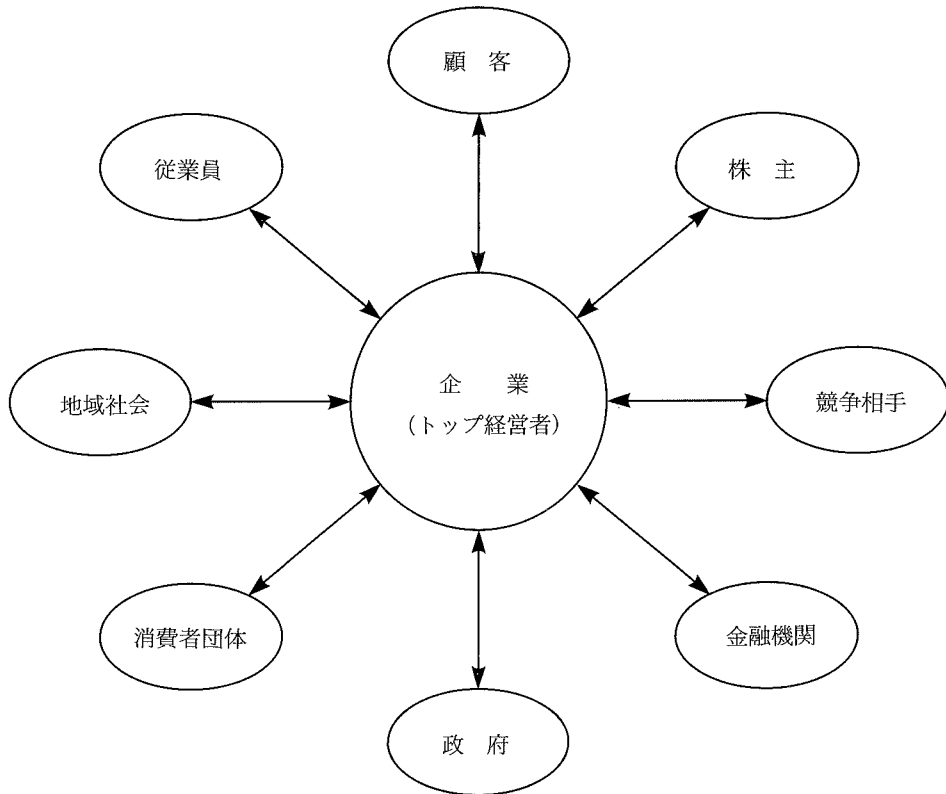 顧　客
従業員
株　主
企　　業
(トップ経営者)
地域社会
競争相手
消費者団体
金融機関
政　府